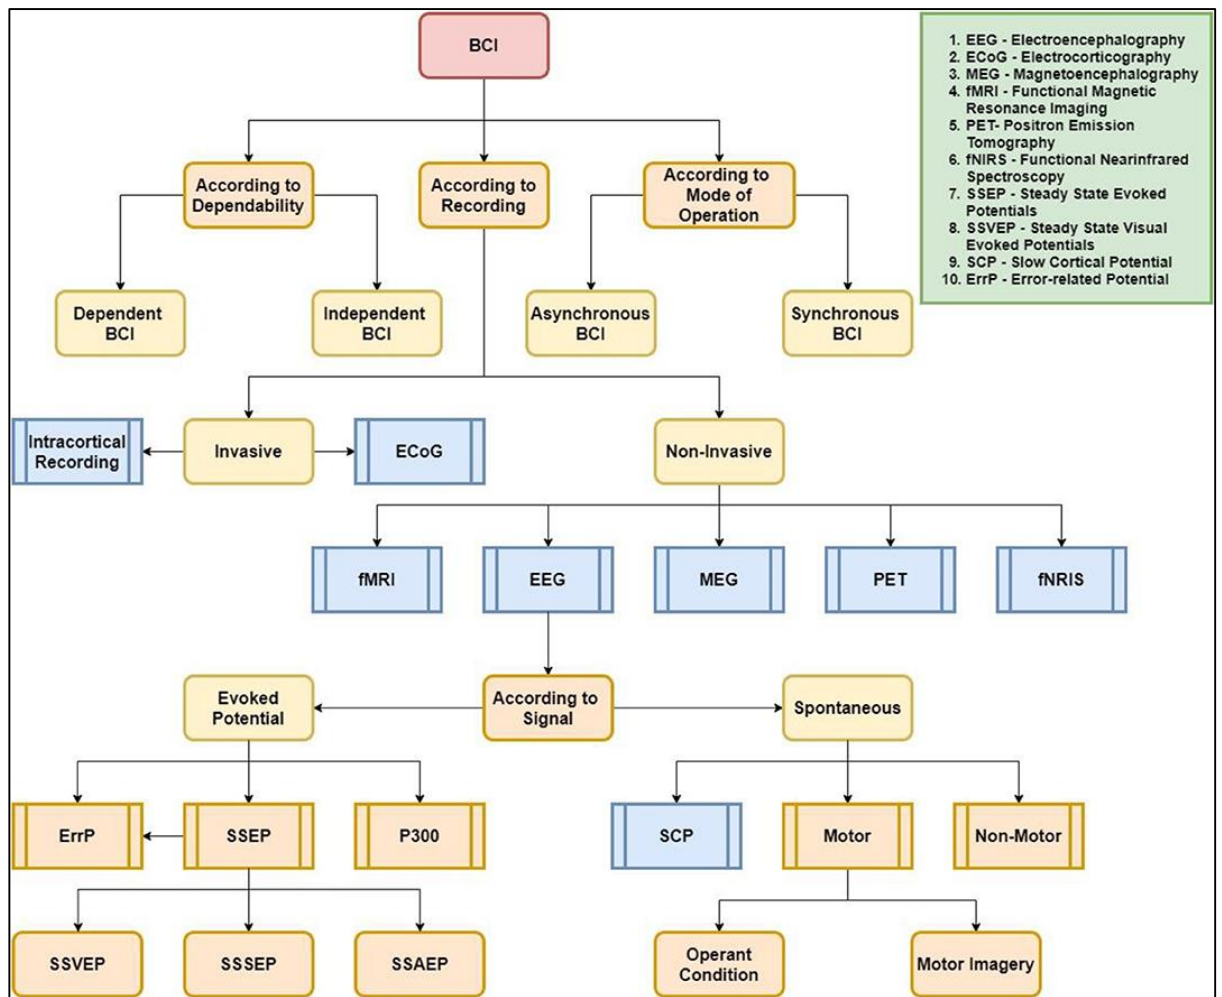 BCI
1. EEG - Electroencephalography
2. ECoG - Electrocorticography
3. MEG - Magnetoencephalography
4. fMRI - Functional Magnetic
Resonance Imaging
5. PET- Positron Emission
Tomography
6. fNIRS - Functional Nearinfrared
Spectroscopy
7. SSEP - Steady State Evoked
Potentials
8. SSVEP - Steady State Visual
Evoked Potentials
9. SCP - Slow Cortical Potential
10. ErrP - Error-related Potential
According to
Dependability
According to
Recording
According to
Mode of
Operation
Dependent
BCI
Independent
BCI
Asynchronous
BCI
Synchronous
BCI
Intracortical
Recording
Invasive
ECoG
Non-Invasive
fMRI
EEG
MEG
PET
fNRIS
Evoked
Potential
According to
Signal
Spontaneous
ErrP
SSEP
P300
SCP
Motor
Non-Motor
SSVEP
SSSEP
SSAEP
Operant
Condition
Motor Imagery